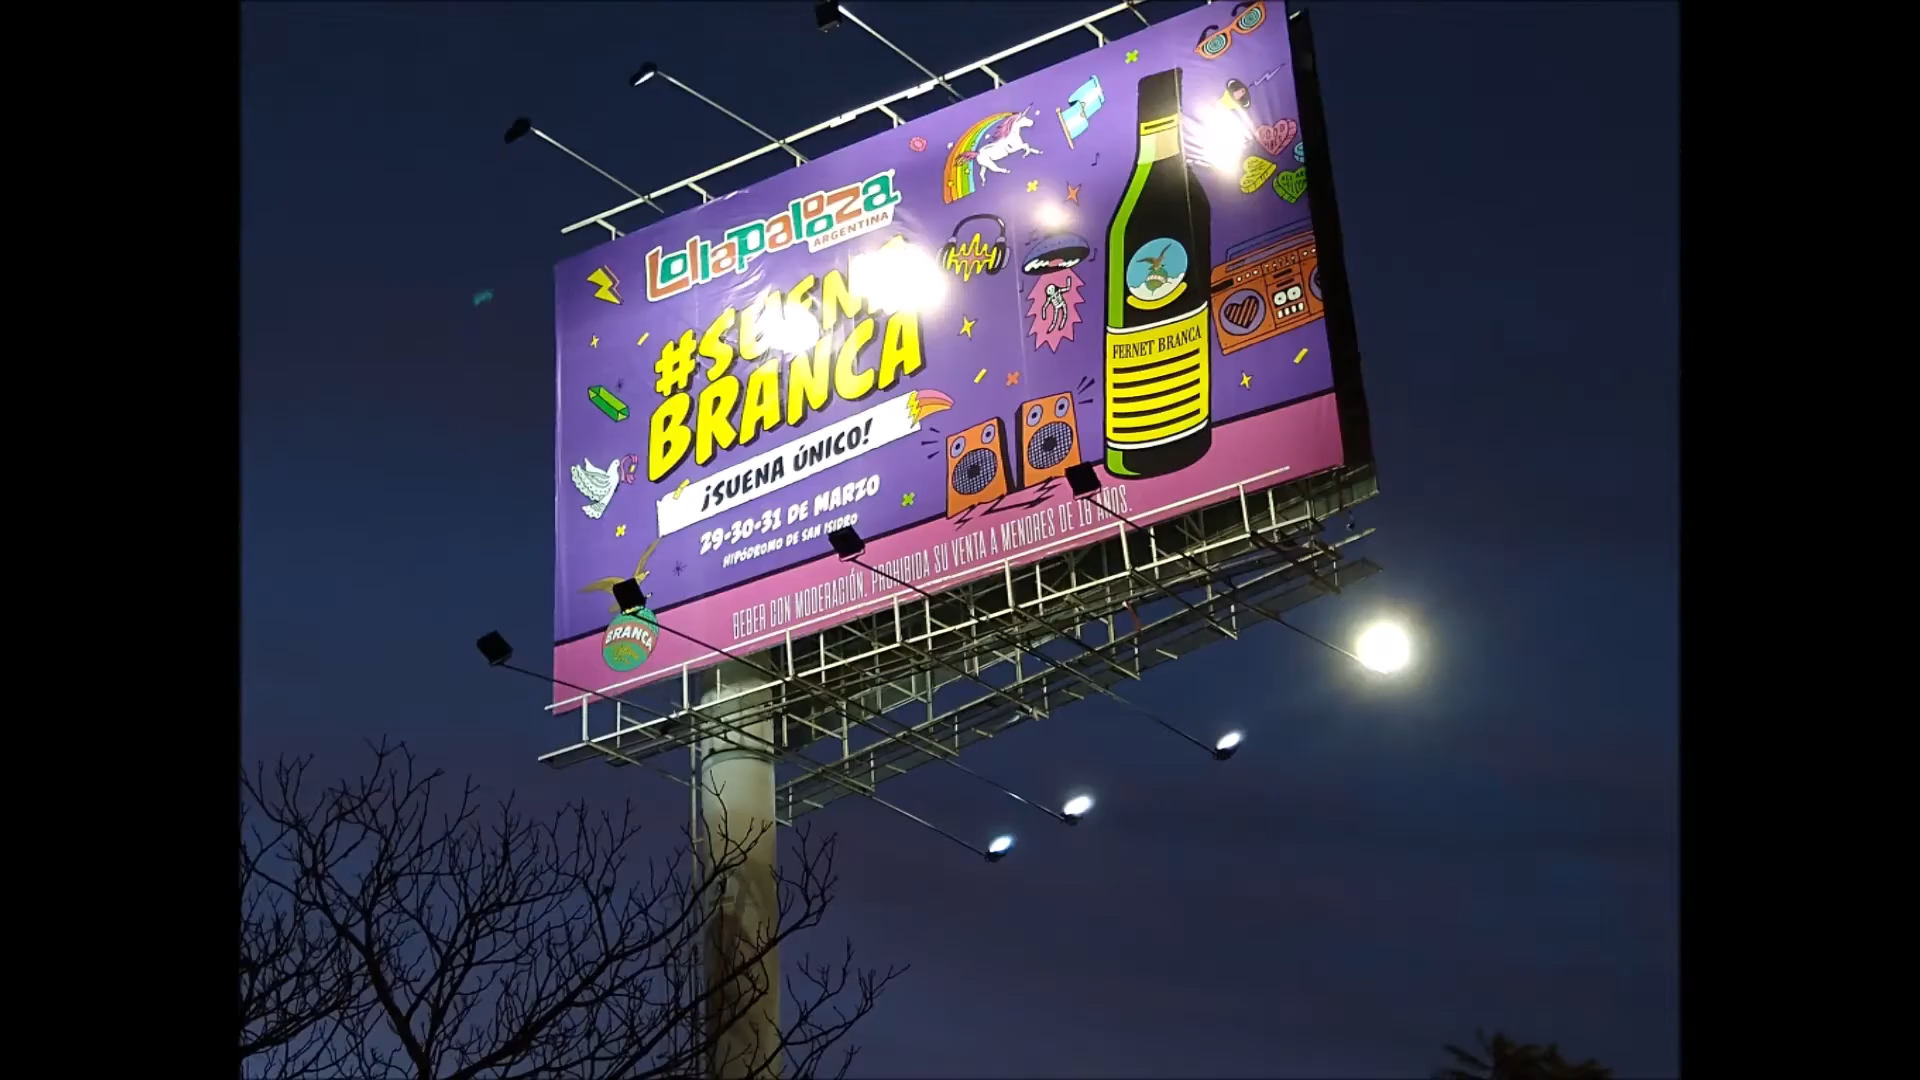 Lollapalooza
ARGENTINA
BRANCA
¡SUENA ÚNICO!
29-30-31 DE MARZO
HIPÓDROMO DE SAN ISIDRO
FERNET BRANCA
BEBER CON MODERACIÓN. PROHIBIDA SU VENTA A MENORES DE 18 AÑOS.
BRANCA